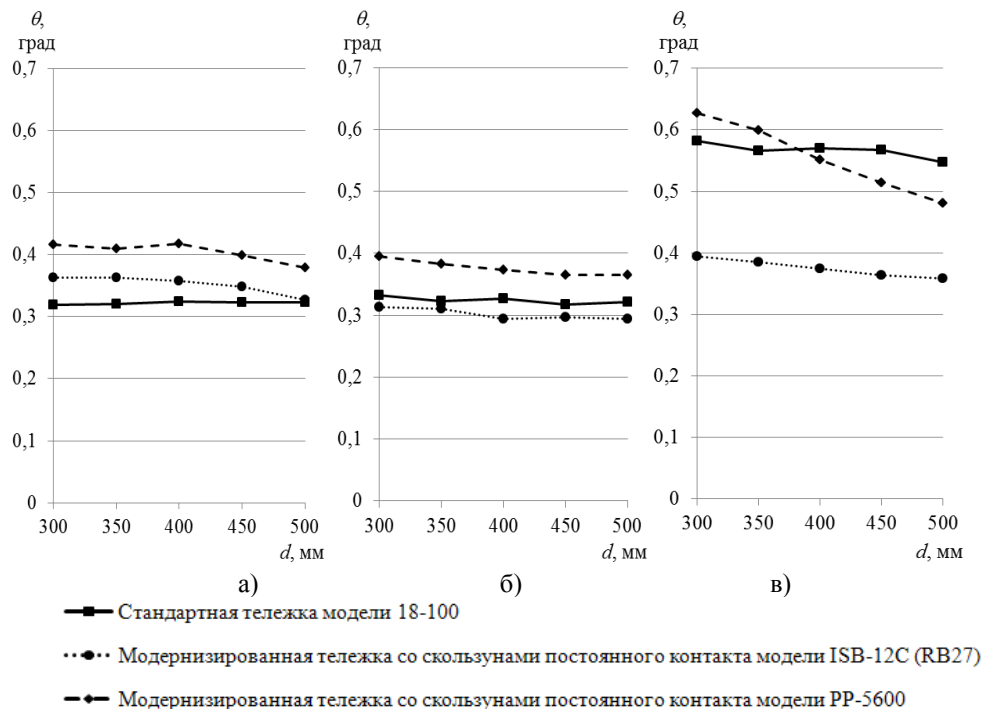 θ, град
0,7
0,6
0,5
0,4
0,3
0,2
0,1
0
300 350 400 450 500
d, мм
а)
θ, град
0,7
0,6
0,5
0,4
0,3
0,2
0,1
0
300 350 400 450 500
d, мм
б)
θ, град
0,7
0,6
0,5
0,4
0,3
0,2
0,1
0
300 350 400 450 500
d, мм
в)
Стандартная тележка модели 18-100
Модернизированная тележка со скользунами постоянного контакта модели ISB-12C (RB27)
Модернизированная тележка со скользунами постоянного контакта модели PP-5600